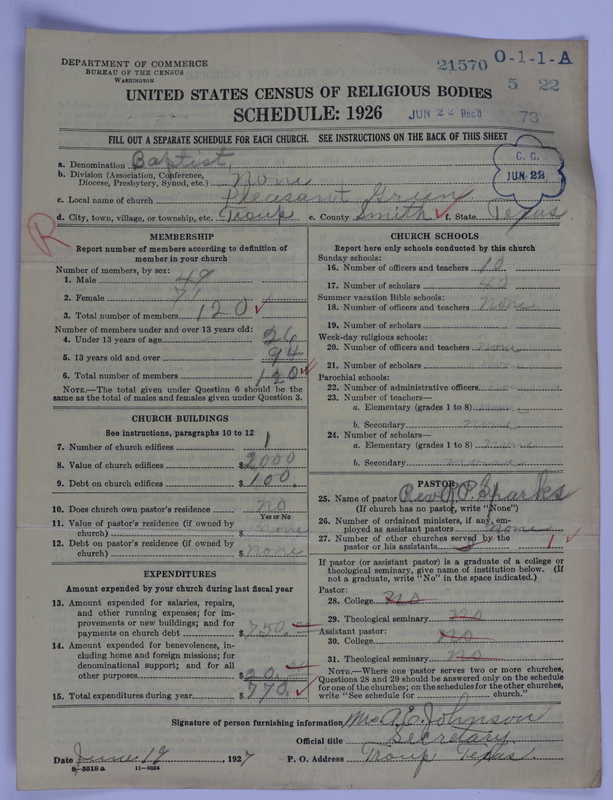 DEPARTMENT OF COMMERCE
BUREAU OF THE CENSUS
WASHINGTON
21570 O-1-1-A
5 22
UNITED STATES CENSUS OF RELIGIOUS BODIES
SCHEDULE: 1926
JUN 22 Rec'd 73
FILL OUT A SEPARATE SCHEDULE FOR EACH CHURCH. SEE INSTRUCTIONS ON THE BACK OF THIS SHEET
C. C.
JUN 28
a. Denomination Baptist
b. Division (Association, Conference,
Diocese, Presbytery, Synod, etc.) None
c. Local name of church Pleasant Green
d. City, town, village, or township, etc. Troup e. County Smith f. State Texas
R
MEMBERSHIP
Report number of members according to definition of
member in your church
Number of members, by sex:
1. Male 49
2. Female 71
3. Total number of members 120
Number of members under and over 13 years old:
4. Under 13 years of age 26
5. 13 years old and over 94
6. Total number of members 120
NOTE.—The total given under Question 6 should be the
same as the total of males and females given under Question 3.
CHURCH BUILDINGS
See instructions, paragraphs 10 to 12
7. Number of church edifices 1
8. Value of church edifices $ 2000
9. Debt on church edifices $ 100.
10. Does church own pastor's residence no
Yes or No
11. Value of pastor's residence (if owned by
church) $ none
12. Debt on pastor's residence (if owned by
church) $ none
EXPENDITURES
Amount expended by your church during last fiscal year
13. Amount expended for salaries, repairs,
and other running expenses; for im-
provements or new buildings; and for
payments on church debt $ 750.
14. Amount expended for benevolences, in-
cluding home and foreign missions; for
denominational support; and for all
other purposes $ 20.
15. Total expenditures during year $ 770.
CHURCH SCHOOLS
Report here only schools conducted by this church
Sunday schools:
16. Number of officers and teachers 10
17. Number of scholars 42
Summer vacation Bible schools:
18. Number of officers and teachers None
19. Number of scholars
Week-day religious schools:
20. Number of officers and teachers none
21. Number of scholars none
Parochial schools:
22. Number of administrative officers
23. Number of teachers—
a. Elementary (grades 1 to 8)
b. Secondary none
24. Number of scholars—
a. Elementary (grades 1 to 8) none
b. Secondary none
PASTOR
25. Name of pastor Rev P. Sparks
(If church has no pastor, write "None")
26. Number of ordained ministers, if any, em-
ployed as assistant pastors none
27. Number of other churches served by the
pastor or his assistants 1
If pastor (or assistant pastor) is a graduate of a college or
theological seminary, give name of institution below. (If
not a graduate, write "No" in the space indicated.)
Pastor:
28. College no
29. Theological seminary no
Assistant pastor:
30. College no
31. Theological seminary no
NOTE.—Where one pastor serves two or more churches,
Questions 28 and 29 should be answered only on the schedule
for one of the churches; on the schedules for the other churches,
write "See schedule for church."
Signature of person furnishing information Mrs A.E. Johnson
Official title Secretary
Date June 19, 1927 P. O. Address Troup Texas.
8—5518 a 11—9054